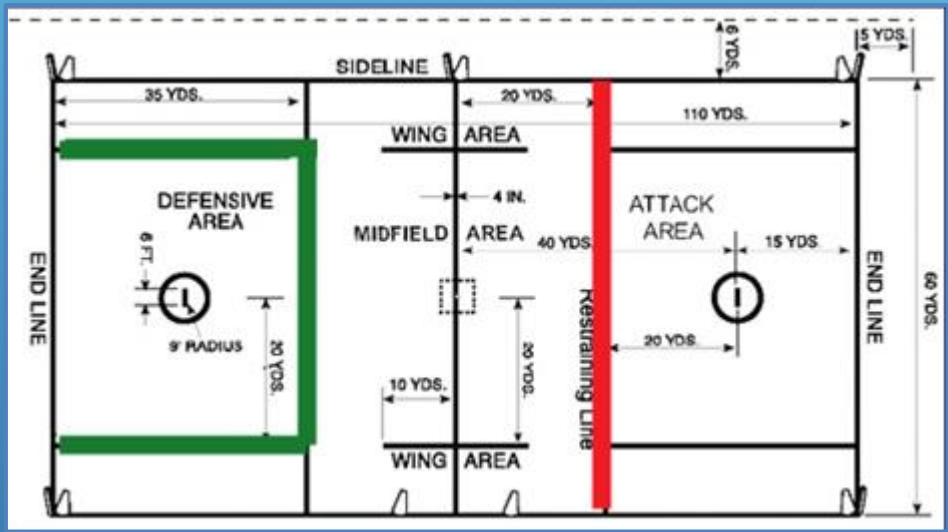 6 YDS.
5 YDS.
SIDELINE
35 YDS.
20 YDS.
110 YDS.
WING AREA
4 IN.
DEFENSIVE
AREA
ATTACK
AREA
MIDFIELD AREA
40 YDS.
15 YDS.
6 FT.
END LINE
END LINE
60 YDS.
9' RADIUS
20 YDS.
20 YDS.
Restraining Line
20 YDS.
10 YDS.
WING AREA